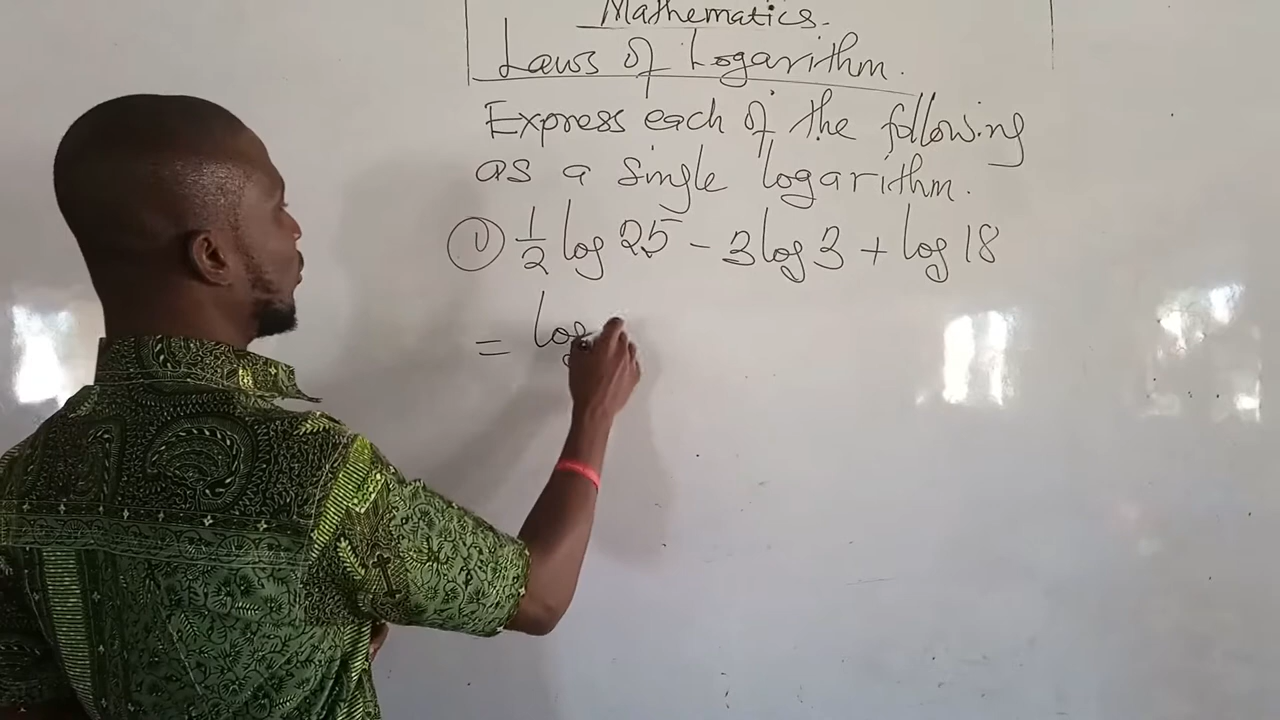 Mathematics.
Laws of Logarithm.
Express each of the following
as a single logarithm.
1) 1/2 log 25 - 3log 3 + log 18
= log